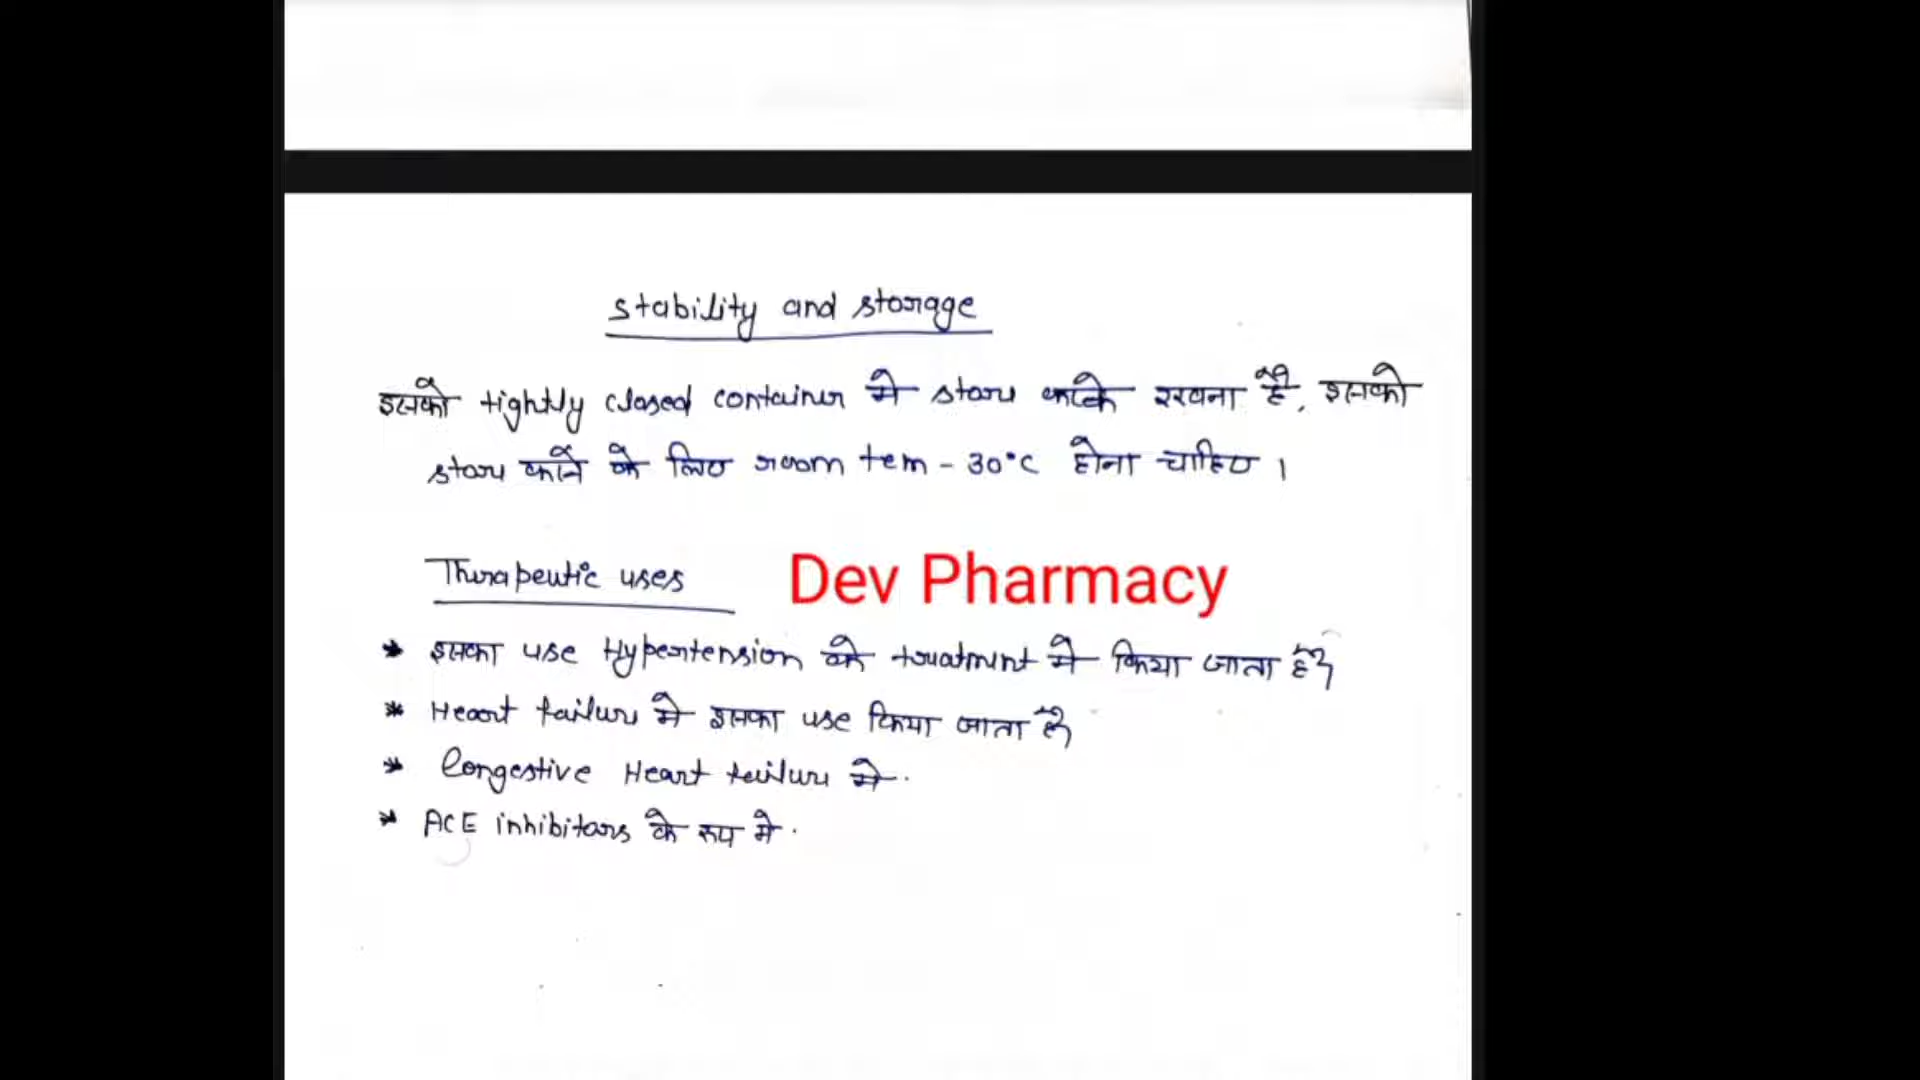 Stability and storage
इसको tightly closed container मे store करके रखना है, इसको
store करने के लिए room tem - 30°C होना चाहिए ।
Therapeutic uses
Dev Pharmacy
* इसका use Hypertension के treatment मे किया जाता है
* Heart failure मे इसका use किया जाता है
* Congestive Heart failure मे.
* ACE inhibitors के रूप मे.